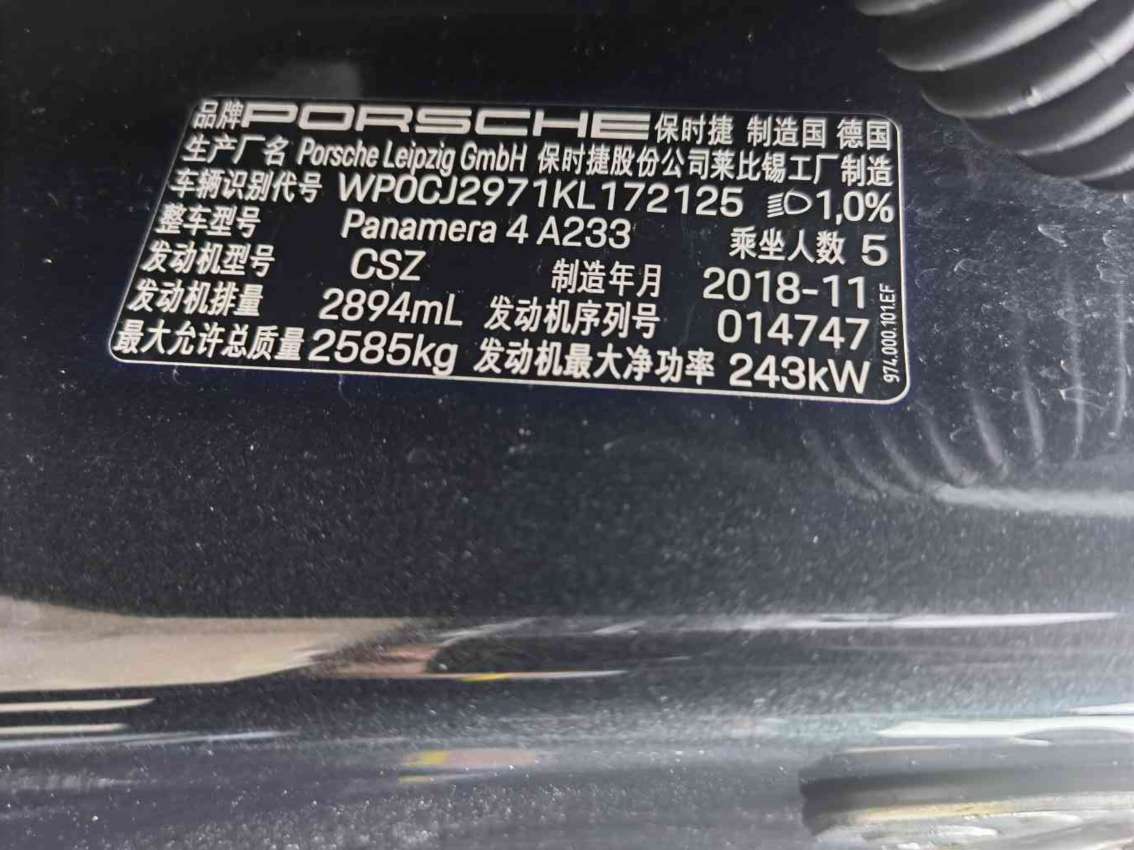 品牌 PORSCHE 保时捷 制造国 德国
生产厂名 Porsche Leipzig GmbH 保时捷股份公司莱比锡工厂制造
车辆识别代号 WP0CJ2971KL172125 1,0%
整车型号 Panamera 4 A233 乘坐人数 5
发动机型号 CSZ 制造年月 2018-11
发动机排量 2894mL 发动机序列号 014747
最大允许总质量 2585kg 发动机最大净功率 243kW
974.000.101.EF